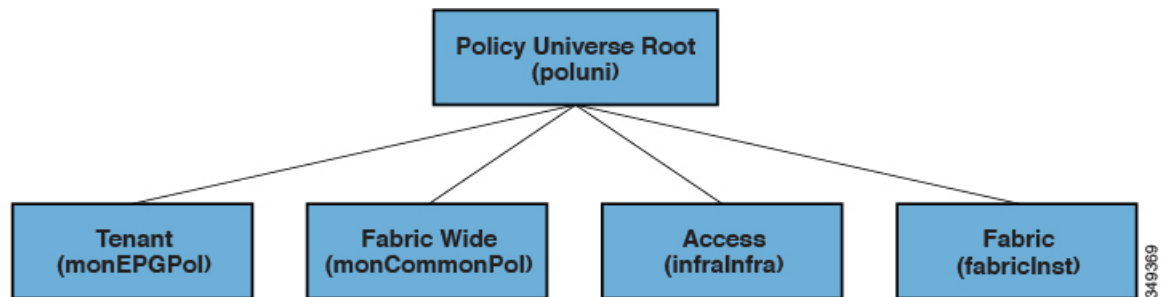 Policy Universe Root
(poluni)
Tenant
(monEPGPol)
Fabric Wide
(monCommonPol)
Access
(infraInfra)
Fabric
(fabricInst)
349369